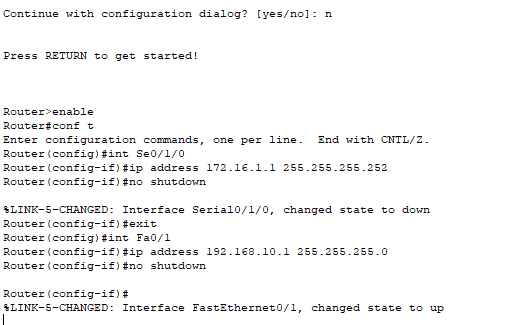 Continue with configuration dialog? [yes/no]: n
Press RETURN to get started!
Router>enable
Router#conf t
Enter configuration commands, one per line.  End with CNTL/Z.
Router(config)#int Se0/1/0
Router(config-if)#ip address 172.16.1.1 255.255.255.252
Router(config-if)#no shutdown
%LINK-5-CHANGED: Interface Serial0/1/0, changed state to down
Router(config-if)#exit
Router(config)#int Fa0/1
Router(config-if)#ip address 192.168.10.1 255.255.255.0
Router(config-if)#no shutdown
Router(config-if)#
%LINK-5-CHANGED: Interface FastEthernet0/1, changed state to up